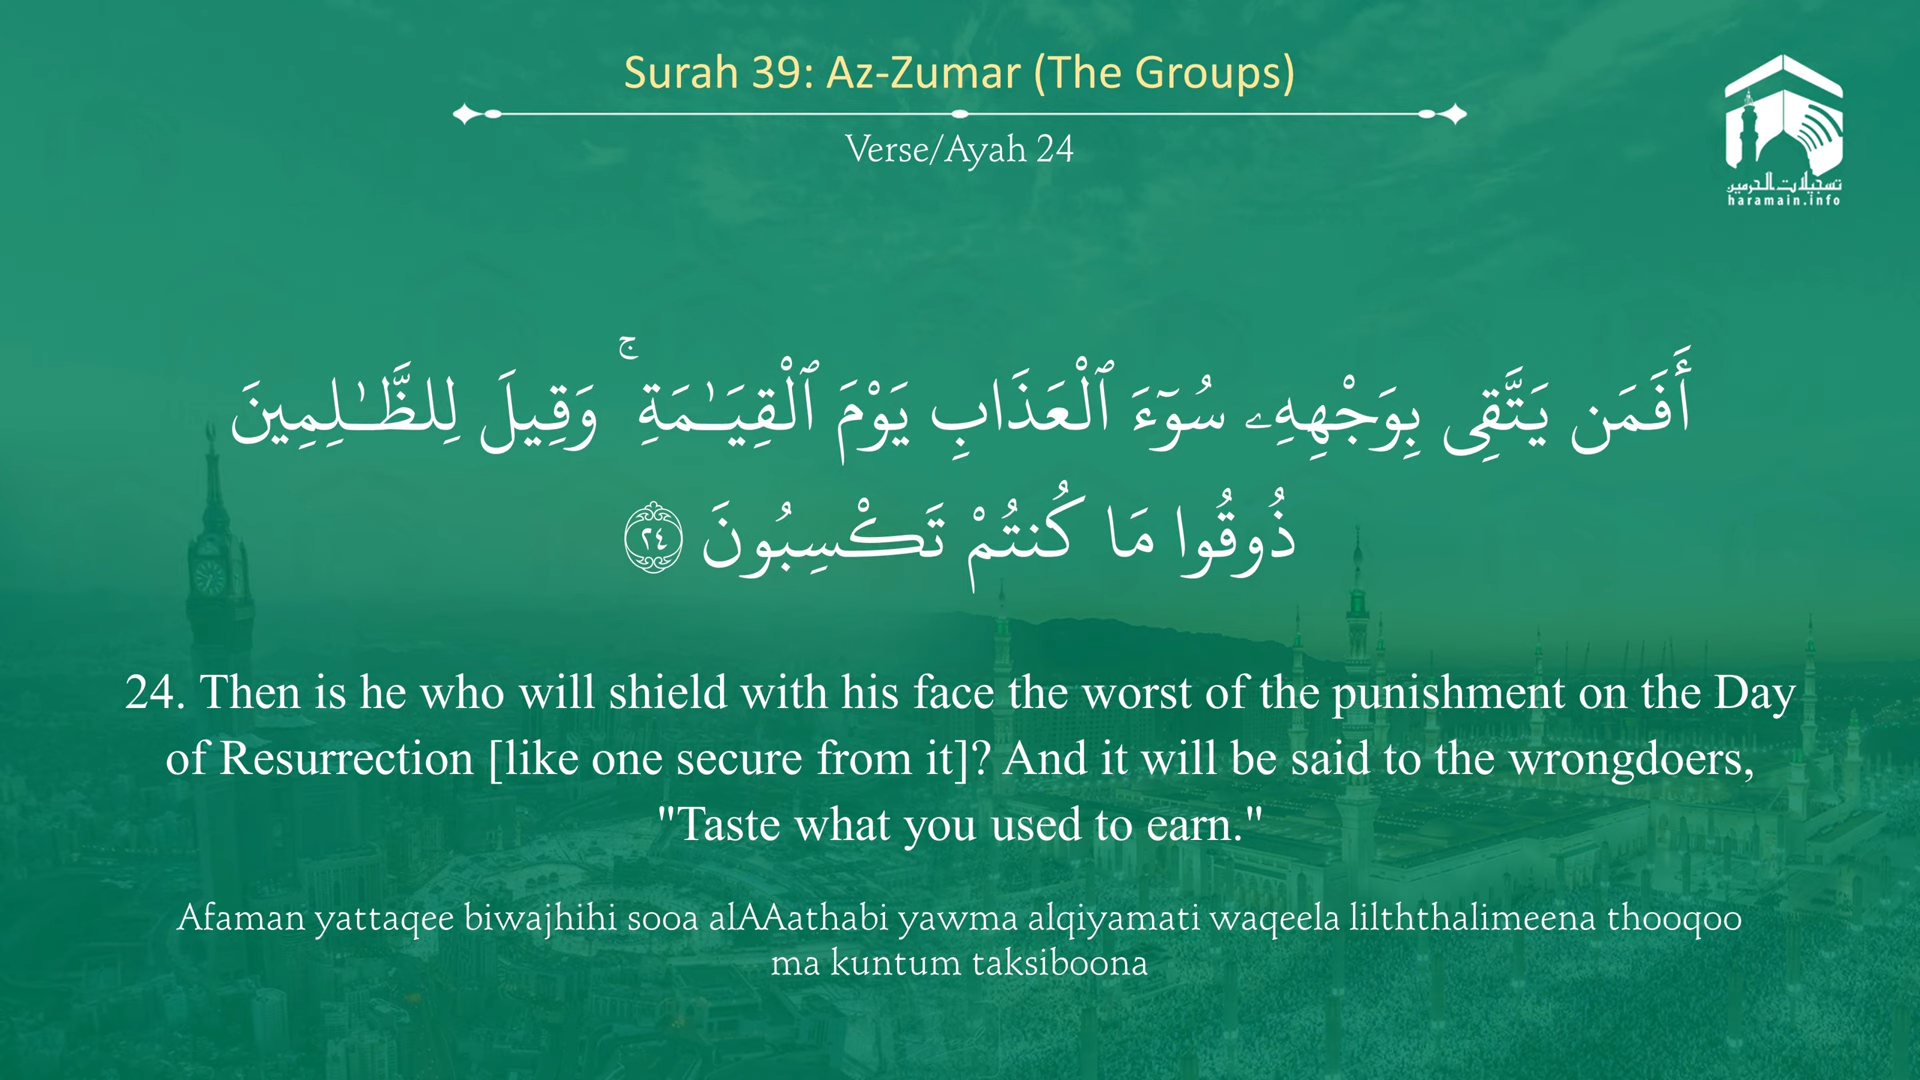 Surah 39: Az-Zumar (The Groups)
Verse/Ayah 24
تسجيلات الحرمين
haramain.info
أَفَمَن يَتَّقِى بِوَجْهِهِۦ سُوٓءَ ٱلْعَذَابِ يَوْمَ ٱلْقِيَـٰمَةِ ۚ وَقِيلَ لِلظَّـٰلِمِينَ
ذُوقُوا مَا كُنتُمْ تَكْسِبُونَ ٢٤
24. Then is he who will shield with his face the worst of the punishment on the Day
of Resurrection [like one secure from it]? And it will be said to the wrongdoers,
"Taste what you used to earn."
Afaman yattaqee biwajhihi sooa alAAathabi yawma alqiyamati waqeela lilththalimeena thooqoo
ma kuntum taksiboona